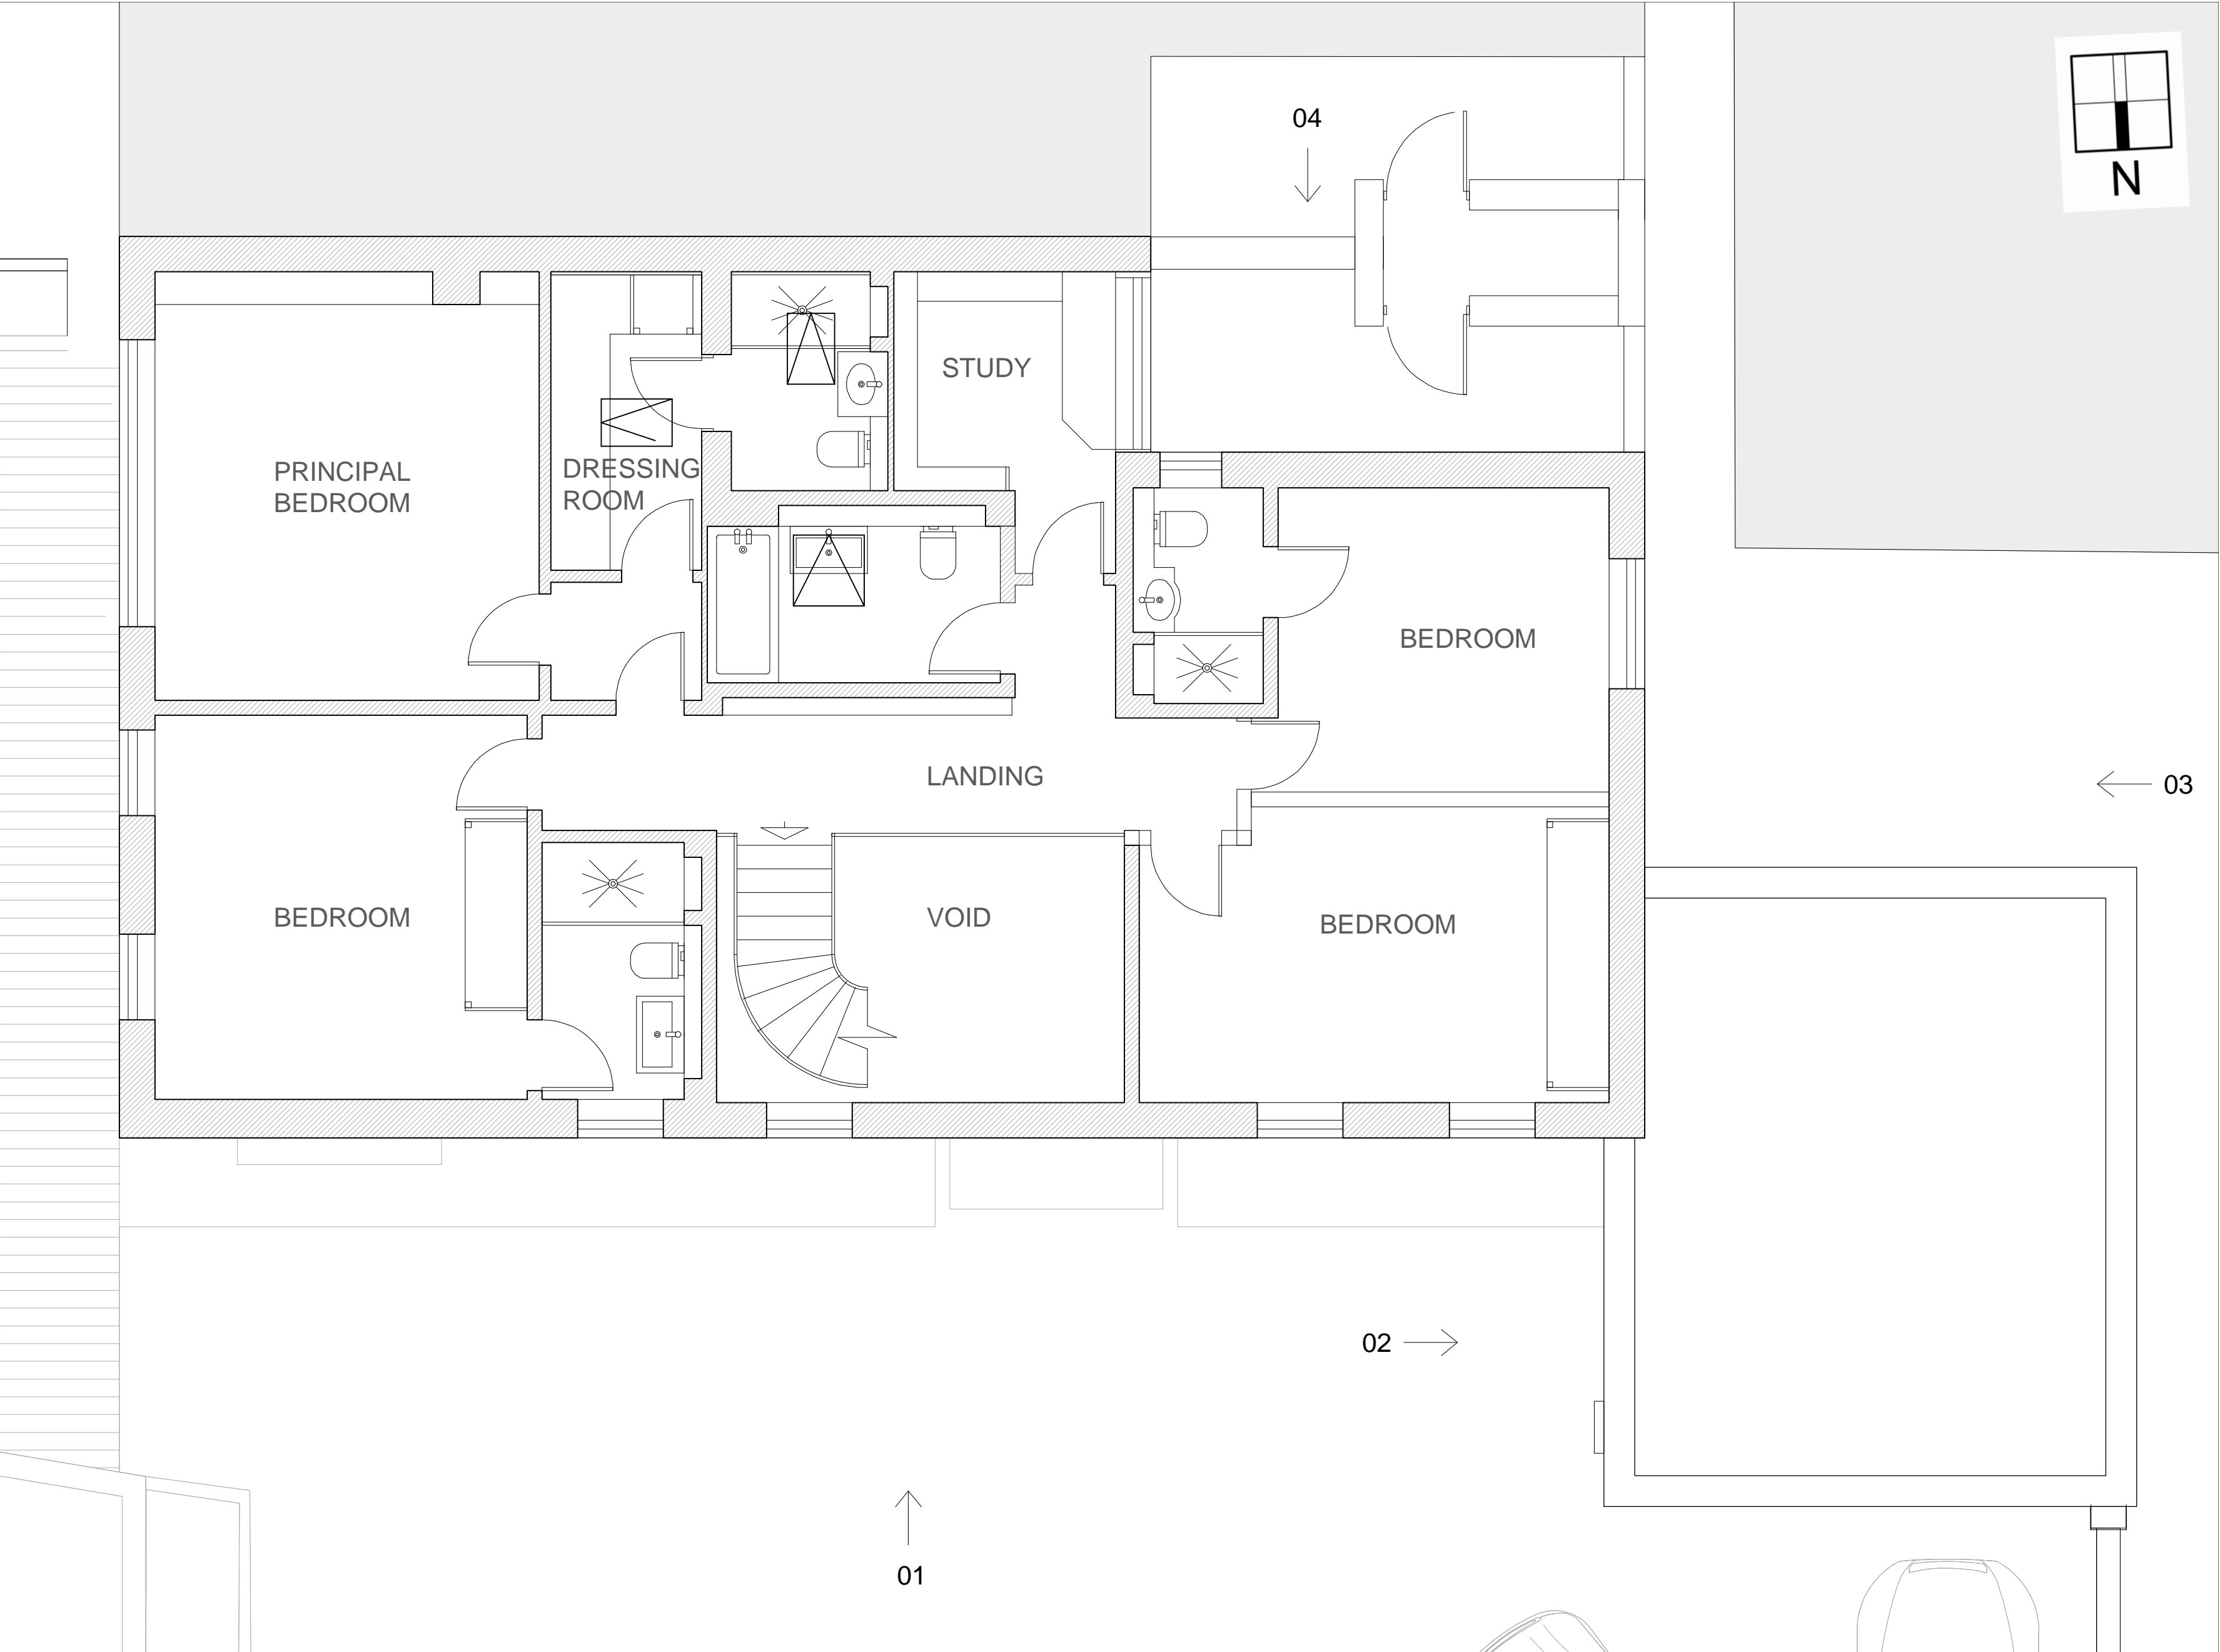 04
N
STUDY
PRINCIPAL
BEDROOM
DRESSING
ROOM
BEDROOM
LANDING
03
BEDROOM
VOID
BEDROOM
02
01